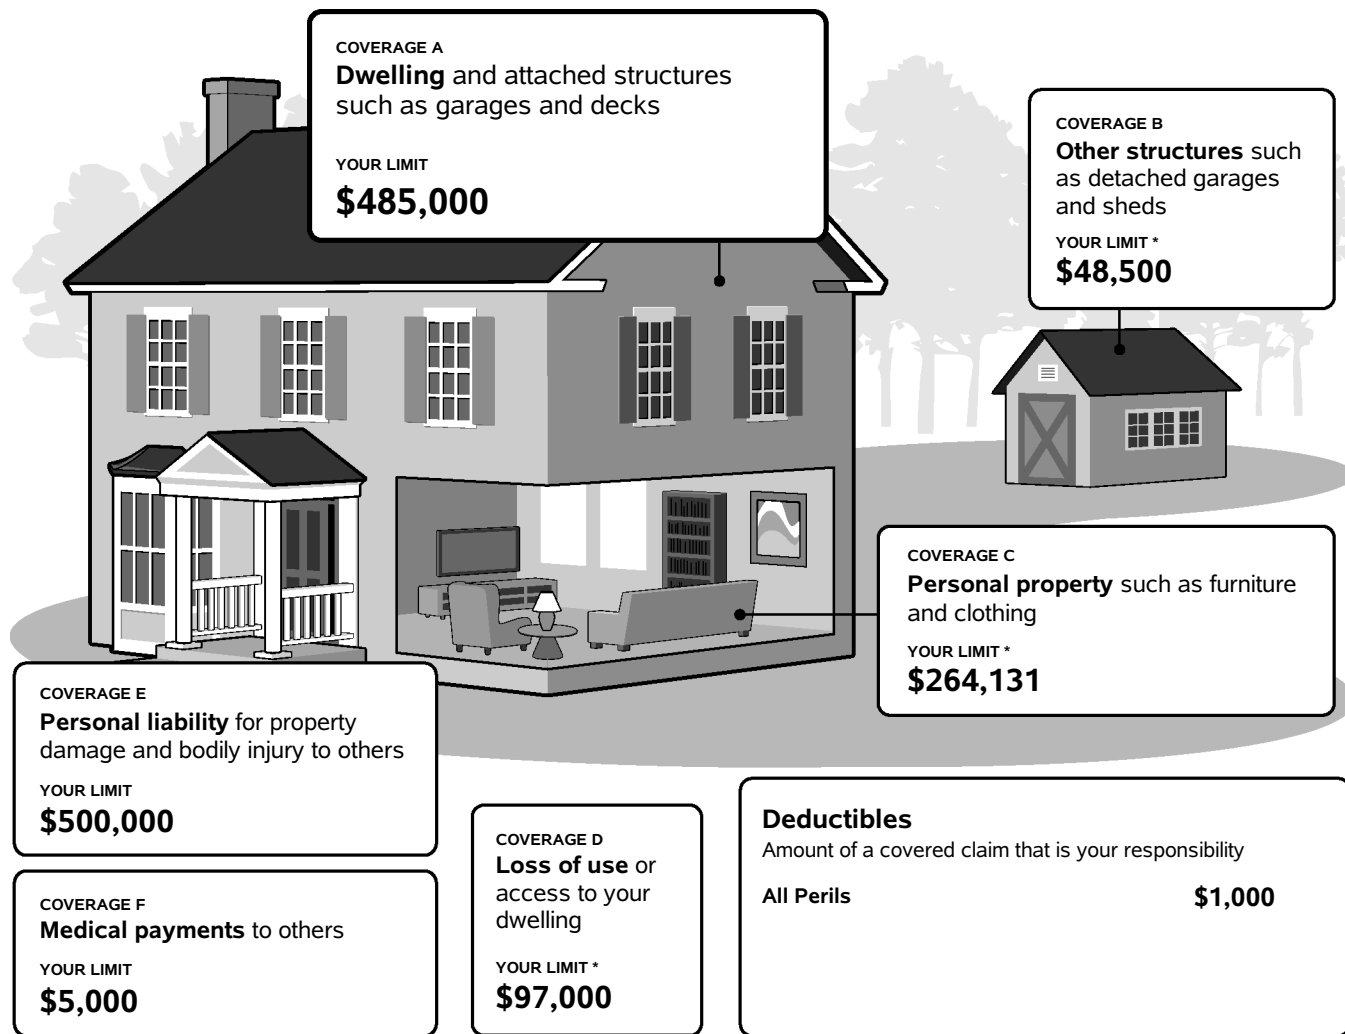 COVERAGE A
Dwelling and attached structures
such as garages and decks
YOUR LIMIT
$485,000
COVERAGE B
Other structures such
as detached garages
and sheds
YOUR LIMIT *
$48,500
COVERAGE C
Personal property such as furniture
and clothing
YOUR LIMIT *
$264,131
COVERAGE E
Personal liability for property
damage and bodily injury to others
YOUR LIMIT
$500,000
COVERAGE F
Medical payments to others
YOUR LIMIT
$5,000
COVERAGE D
Loss of use or
access to your
dwelling
YOUR LIMIT *
$97,000
Deductibles
Amount of a covered claim that is your responsibility
All Perils $1,000